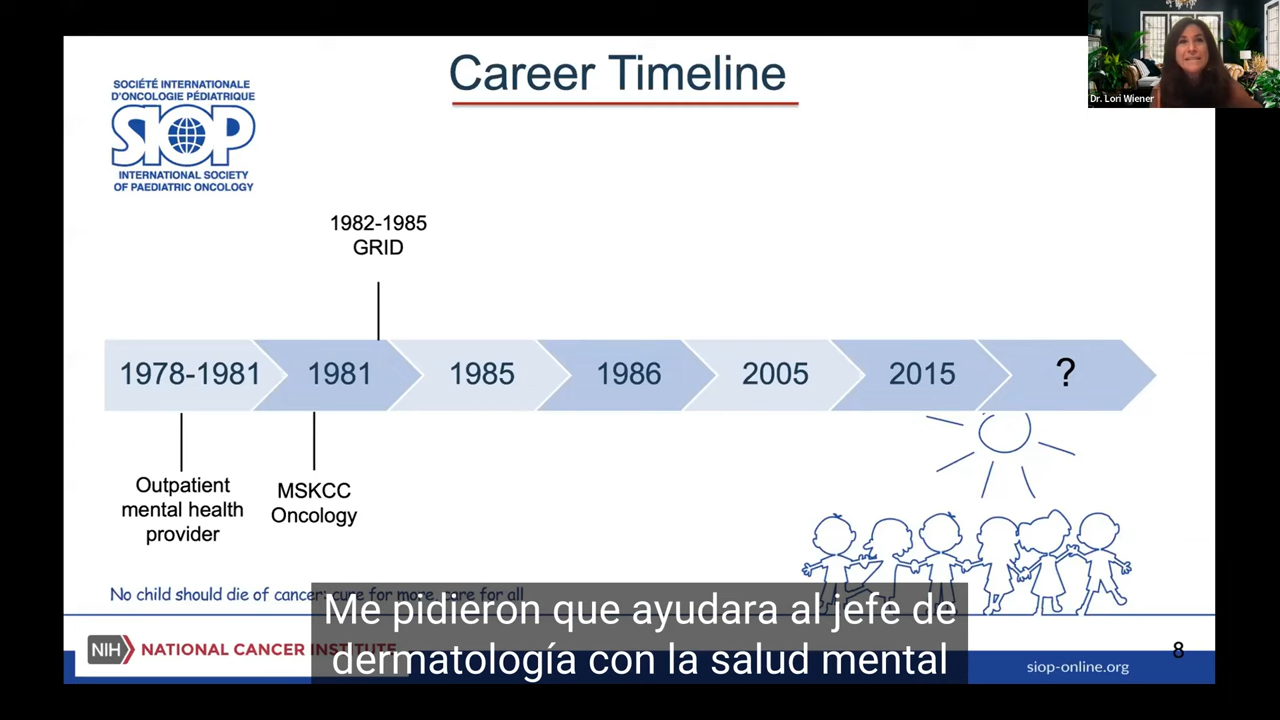 Career Timeline
Dr. Lori Wiener
SOCIÉTÉ INTERNATIONALE
D'ONCOLOGIE PÉDIATRIQUE
SIOP
INTERNATIONAL SOCIETY
OF PAEDIATRIC ONCOLOGY
1982-1985
GRID
1978-1981
1981
1985
1986
2005
2015
?
Outpatient
mental health
provider
MSKCC
Oncology
No child should die of cancer: cure for more, care for all
Me pidieron que ayudara al jefe de
dermatología con la salud mental
NIH NATIONAL CANCER INSTITUTE
8
siop-online.org